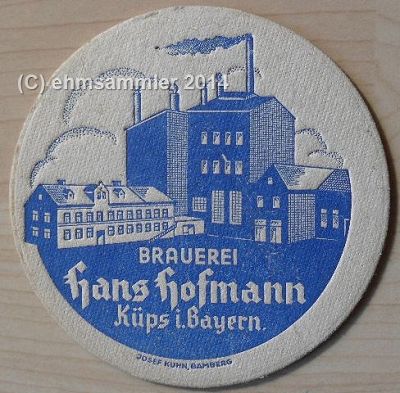 (C) ehmsammler 2014
BRAUEREI
Hans Hofmann
Küps i. Bayern.
JOSEF KUHN, BAMBERG